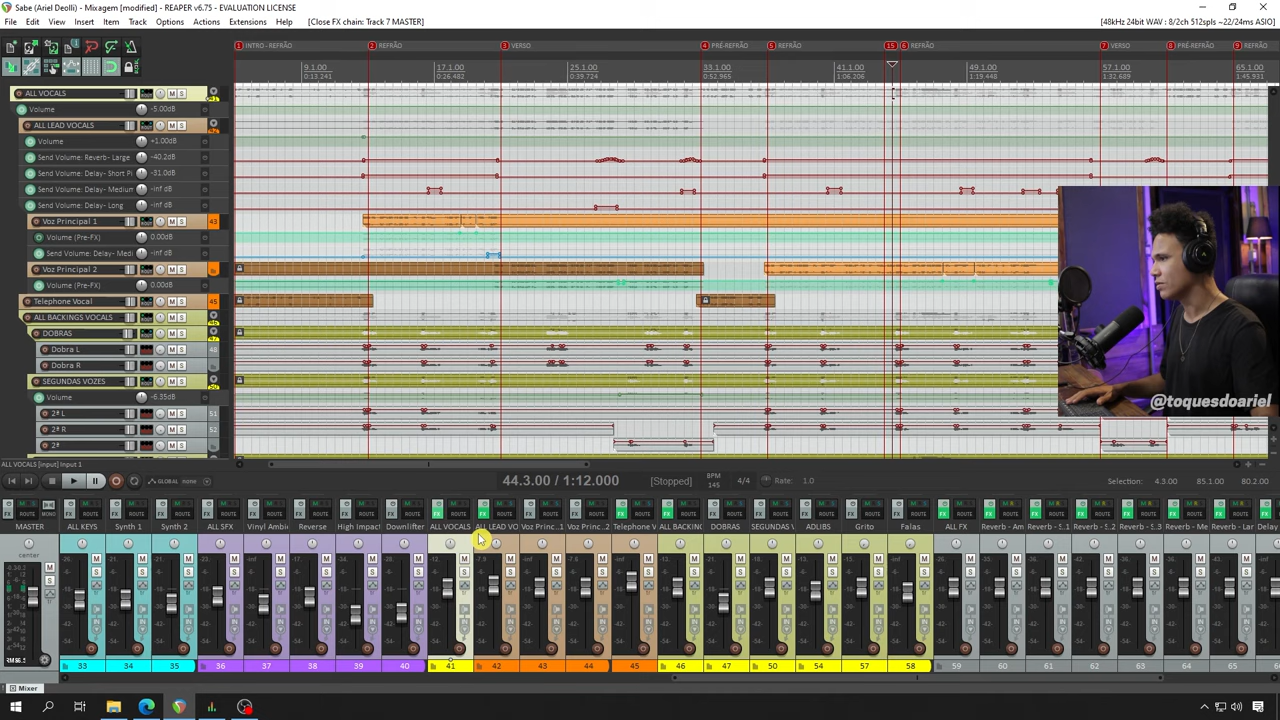 Sabe (Ariel Deolli) - Mixagem [modified] - REAPER v6.75 - EVALUATION LICENSE
File Edit View Insert Item Track Options Actions Extensions Help [Close FX chain: Track 7 MASTER]
[48kHz 24bit WAV : 8/2ch 512spls ~22/24ms ASIO]
1 INTRO - REFRÃO 2 REFRÃO 3 VERSO 4 PRÉ-REFRÃO 5 REFRÃO 15 6 REFRÃO 7 VERSO 8 PRÉ-REFRÃO 9 REFRÃO
9.1.00 17.1.00 25.1.00 33.1.00 41.1.00 49.1.00 57.1.00 65.1.00
0:13.241 0:26.482 0:39.724 0:52.965 1:06.206 1:19.448 1:32.689 1:45.931
ALL VOCALS M S
Volume -5.00dB
ALL LEAD VOCALS M S
Volume +1.00dB
Send Volume: Reverb- Large -40.2dB
Send Volume: Delay- Short Pi -31.0dB
Send Volume: Delay- Medium -inf dB
Send Volume: Delay- Long -inf dB
Voz Principal 1 M S 43
Volume (Pre-FX) 0.00dB
Send Volume: Delay- Medi -inf dB
Voz Principal 2 M S
Volume (Pre-FX) 0.00dB
Telephone Vocal M S 45
ALL BACKINGS VOCALS M S
DOBRAS M S
Dobra L M S 48
Dobra R M S
SEGUNDAS VOZES M S
Volume -6.35dB
2ª L M S 51
2ª R M S 52
2ª M S
@toquesdoariel
ALL VOCALS [input] Input 1
GLOBAL none
44.3.00 / 1:12.000 [Stopped]
BPM
145
4/4 Rate: 1.0
Selection: 4.3.00 85.1.00 80.2.00
MASTER ALL KEYS Synth 1 Synth 2 ALL SFX Vinyl Ambi Reverse High Impact Downlifter ALL VOCALS ALL LEAD VO Voz Princ...1 Voz Princ...2 Telephone V ALL BACKING DOBRAS SEGUNDAS V ADLIBS Grito Falas ALL FX Reverb - Am Reverb - S..1 Reverb - S..2 Reverb - S..3 Reverb - Me Reverb - Lar Delay
center
33 34 35 36 37 38 39 40 41 42 43 44 45 46 47 50 54 57 58 59 60 61 62 63 64 65
Mixer